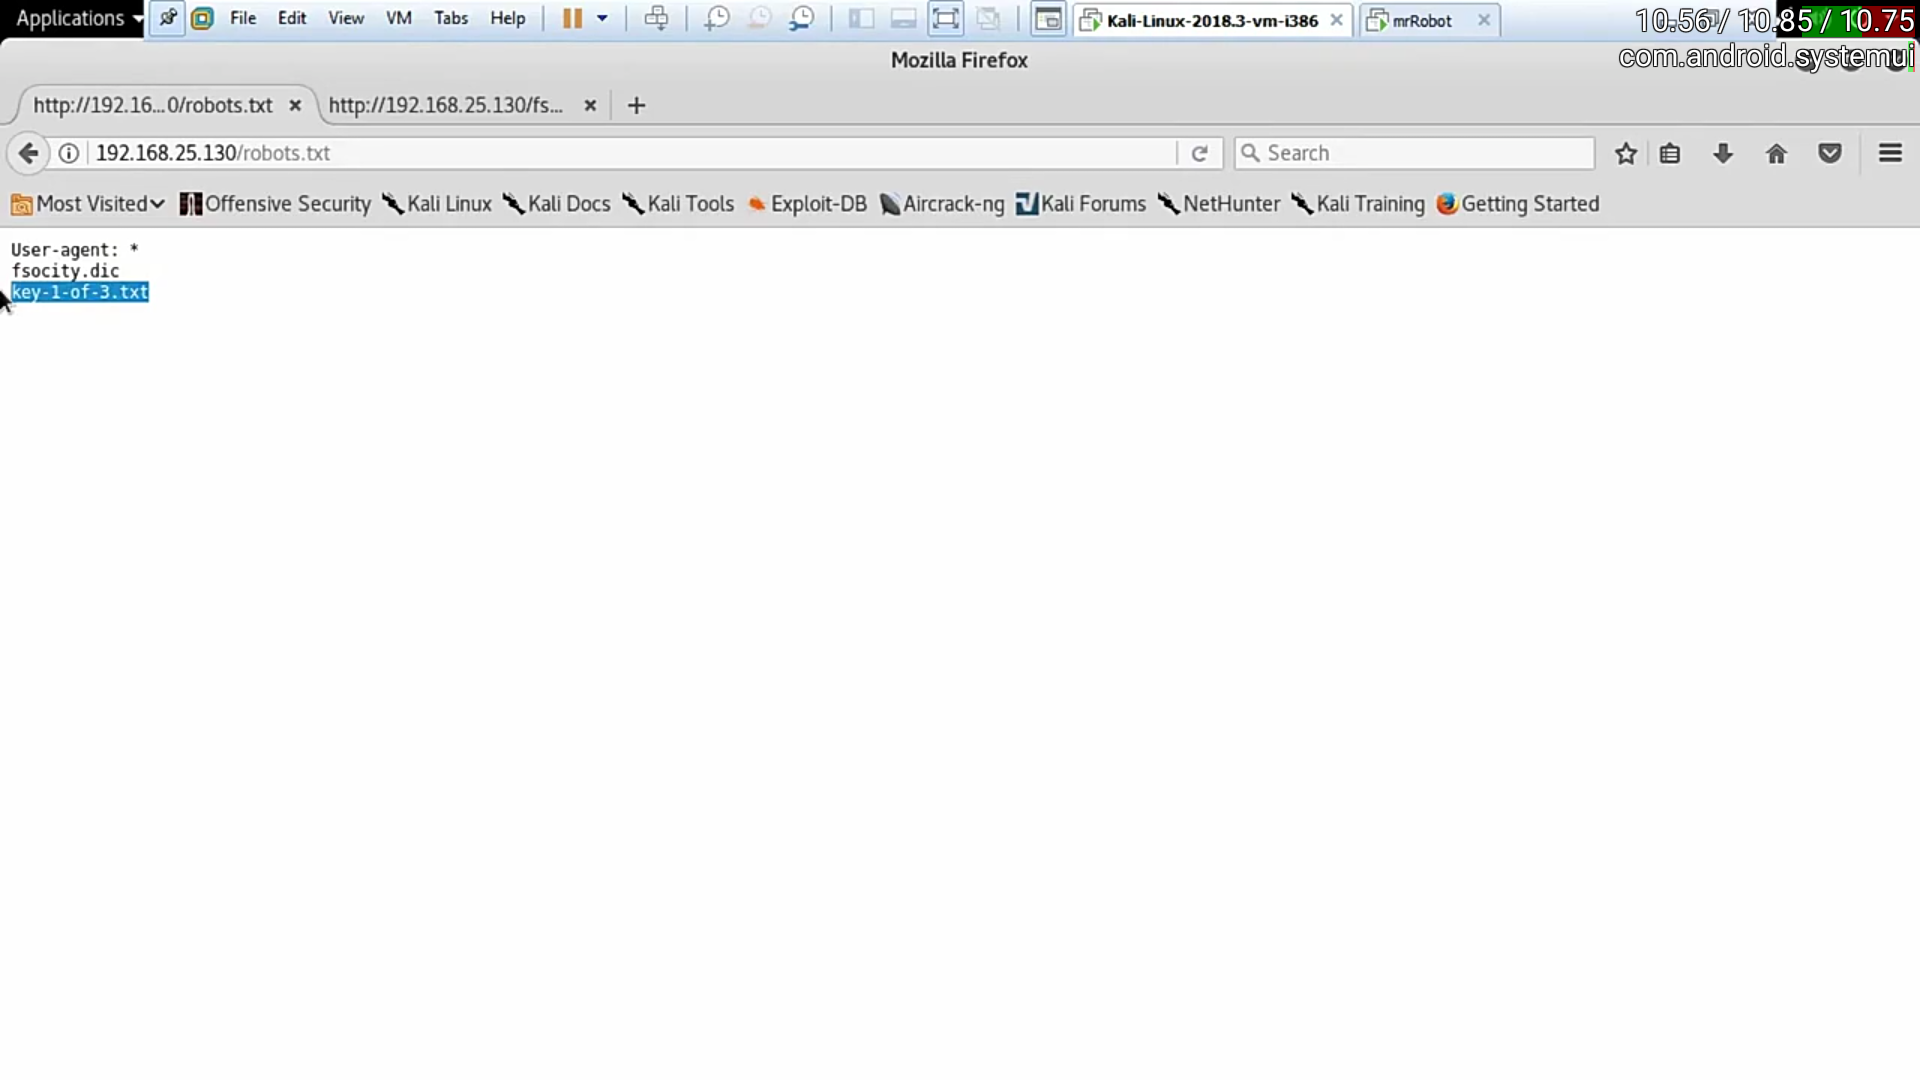 Applications File Edit View VM Tabs Help Kali-Linux-2018.3-vm-i386 mrRobot 10.56 / 10.85 / 10.75
com.android.systemui
Mozilla Firefox
http://192.16...0/robots.txt http://192.168.25.130/fs...
192.168.25.130/robots.txt Search
Most Visited Offensive Security Kali Linux Kali Docs Kali Tools Exploit-DB Aircrack-ng Kali Forums NetHunter Kali Training Getting Started
User-agent: *
fsocity.dic
key-1-of-3.txt